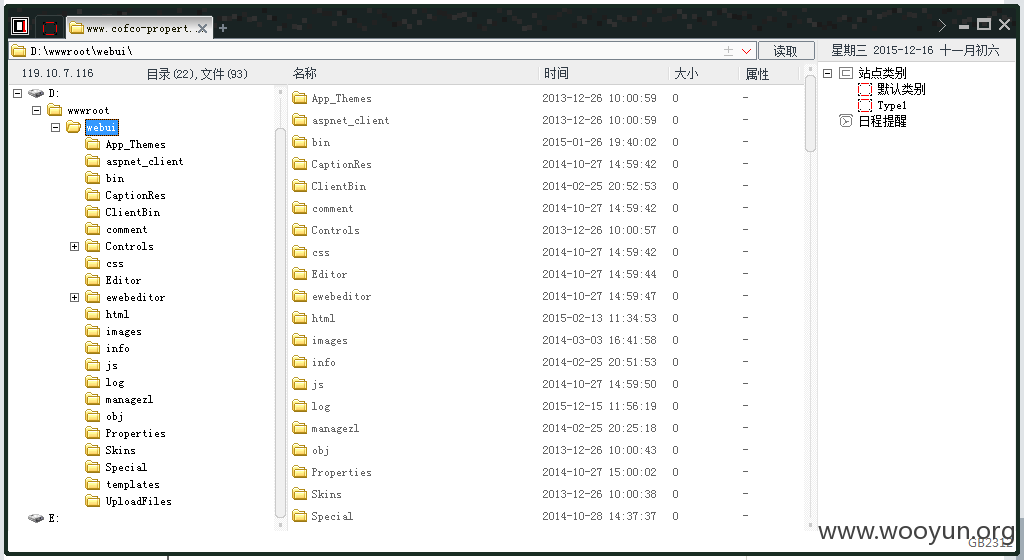 www.cofco-propert..
D:\wwwroot\webui\
读取
星期三 2015-12-16 十一月初六
119.10.7.116
目录(22),文件(93)
名称 时间 大小 属性
D:
wwwroot
webui
App_Themes
aspnet_client
bin
CaptionRes
ClientBin
comment
Controls
css
Editor
ewebeditor
html
images
info
js
log
managezl
obj
Properties
Skins
Special
templates
UploadFiles
E:
App_Themes 2013-12-26 10:00:59 0 -
aspnet_client 2013-12-26 10:00:59 0 -
bin 2015-01-26 19:40:02 0 -
CaptionRes 2014-10-27 14:59:42 0 -
ClientBin 2014-02-25 20:52:53 0 -
comment 2014-10-27 14:59:42 0 -
Controls 2013-12-26 10:00:57 0 -
css 2014-10-27 14:59:42 0 -
Editor 2014-10-27 14:59:44 0 -
ewebeditor 2014-10-27 14:59:47 0 -
html 2015-02-13 11:34:53 0 -
images 2014-03-03 16:41:58 0 -
info 2014-02-25 20:51:53 0 -
js 2014-10-27 14:59:50 0 -
log 2015-12-15 11:56:19 0 -
managezl 2014-02-25 20:25:18 0 -
obj 2013-12-26 10:00:43 0 -
Properties 2014-10-27 15:00:02 0 -
Skins 2013-12-26 10:00:38 0 -
Special 2014-10-28 14:37:37 0 -
站点类别
默认类别
Type1
日程提醒
www.wooyun.org
GB2312